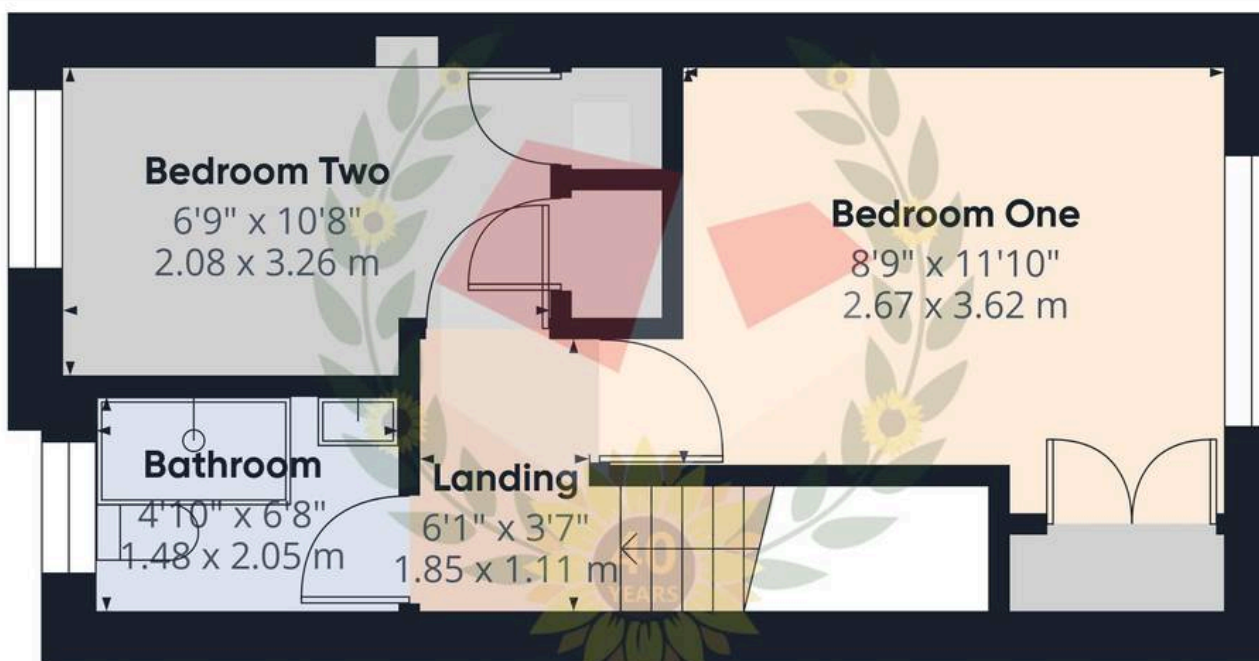 Bedroom Two
6'9" x 10'8"
2.08 x 3.26 m
Bedroom One
8'9" x 11'10"
2.67 x 3.62 m
Bathroom
4'10" x 6'8"
1.48 x 2.05 m
Landing
6'1" x 3'7"
1.85 x 1.11 m
40
YEARS